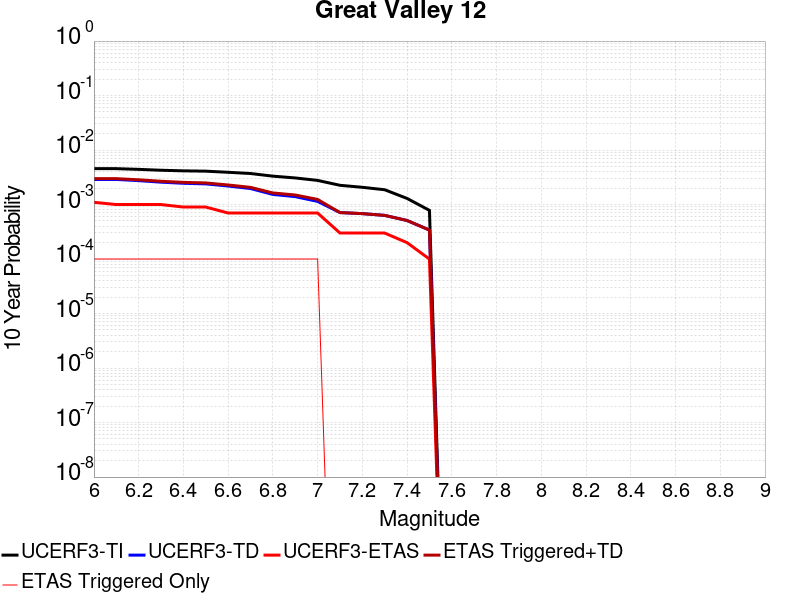 Great Valley 12
10 Year Probability
10^0
10^-1
10^-2
10^-3
10^-4
10^-5
10^-6
10^-7
10^-8
6 6.2 6.4 6.6 6.8 7 7.2 7.4 7.6 7.8 8 8.2 8.4 8.6 8.8 9
Magnitude
UCERF3-TI UCERF3-TD UCERF3-ETAS ETAS Triggered+TD
ETAS Triggered Only